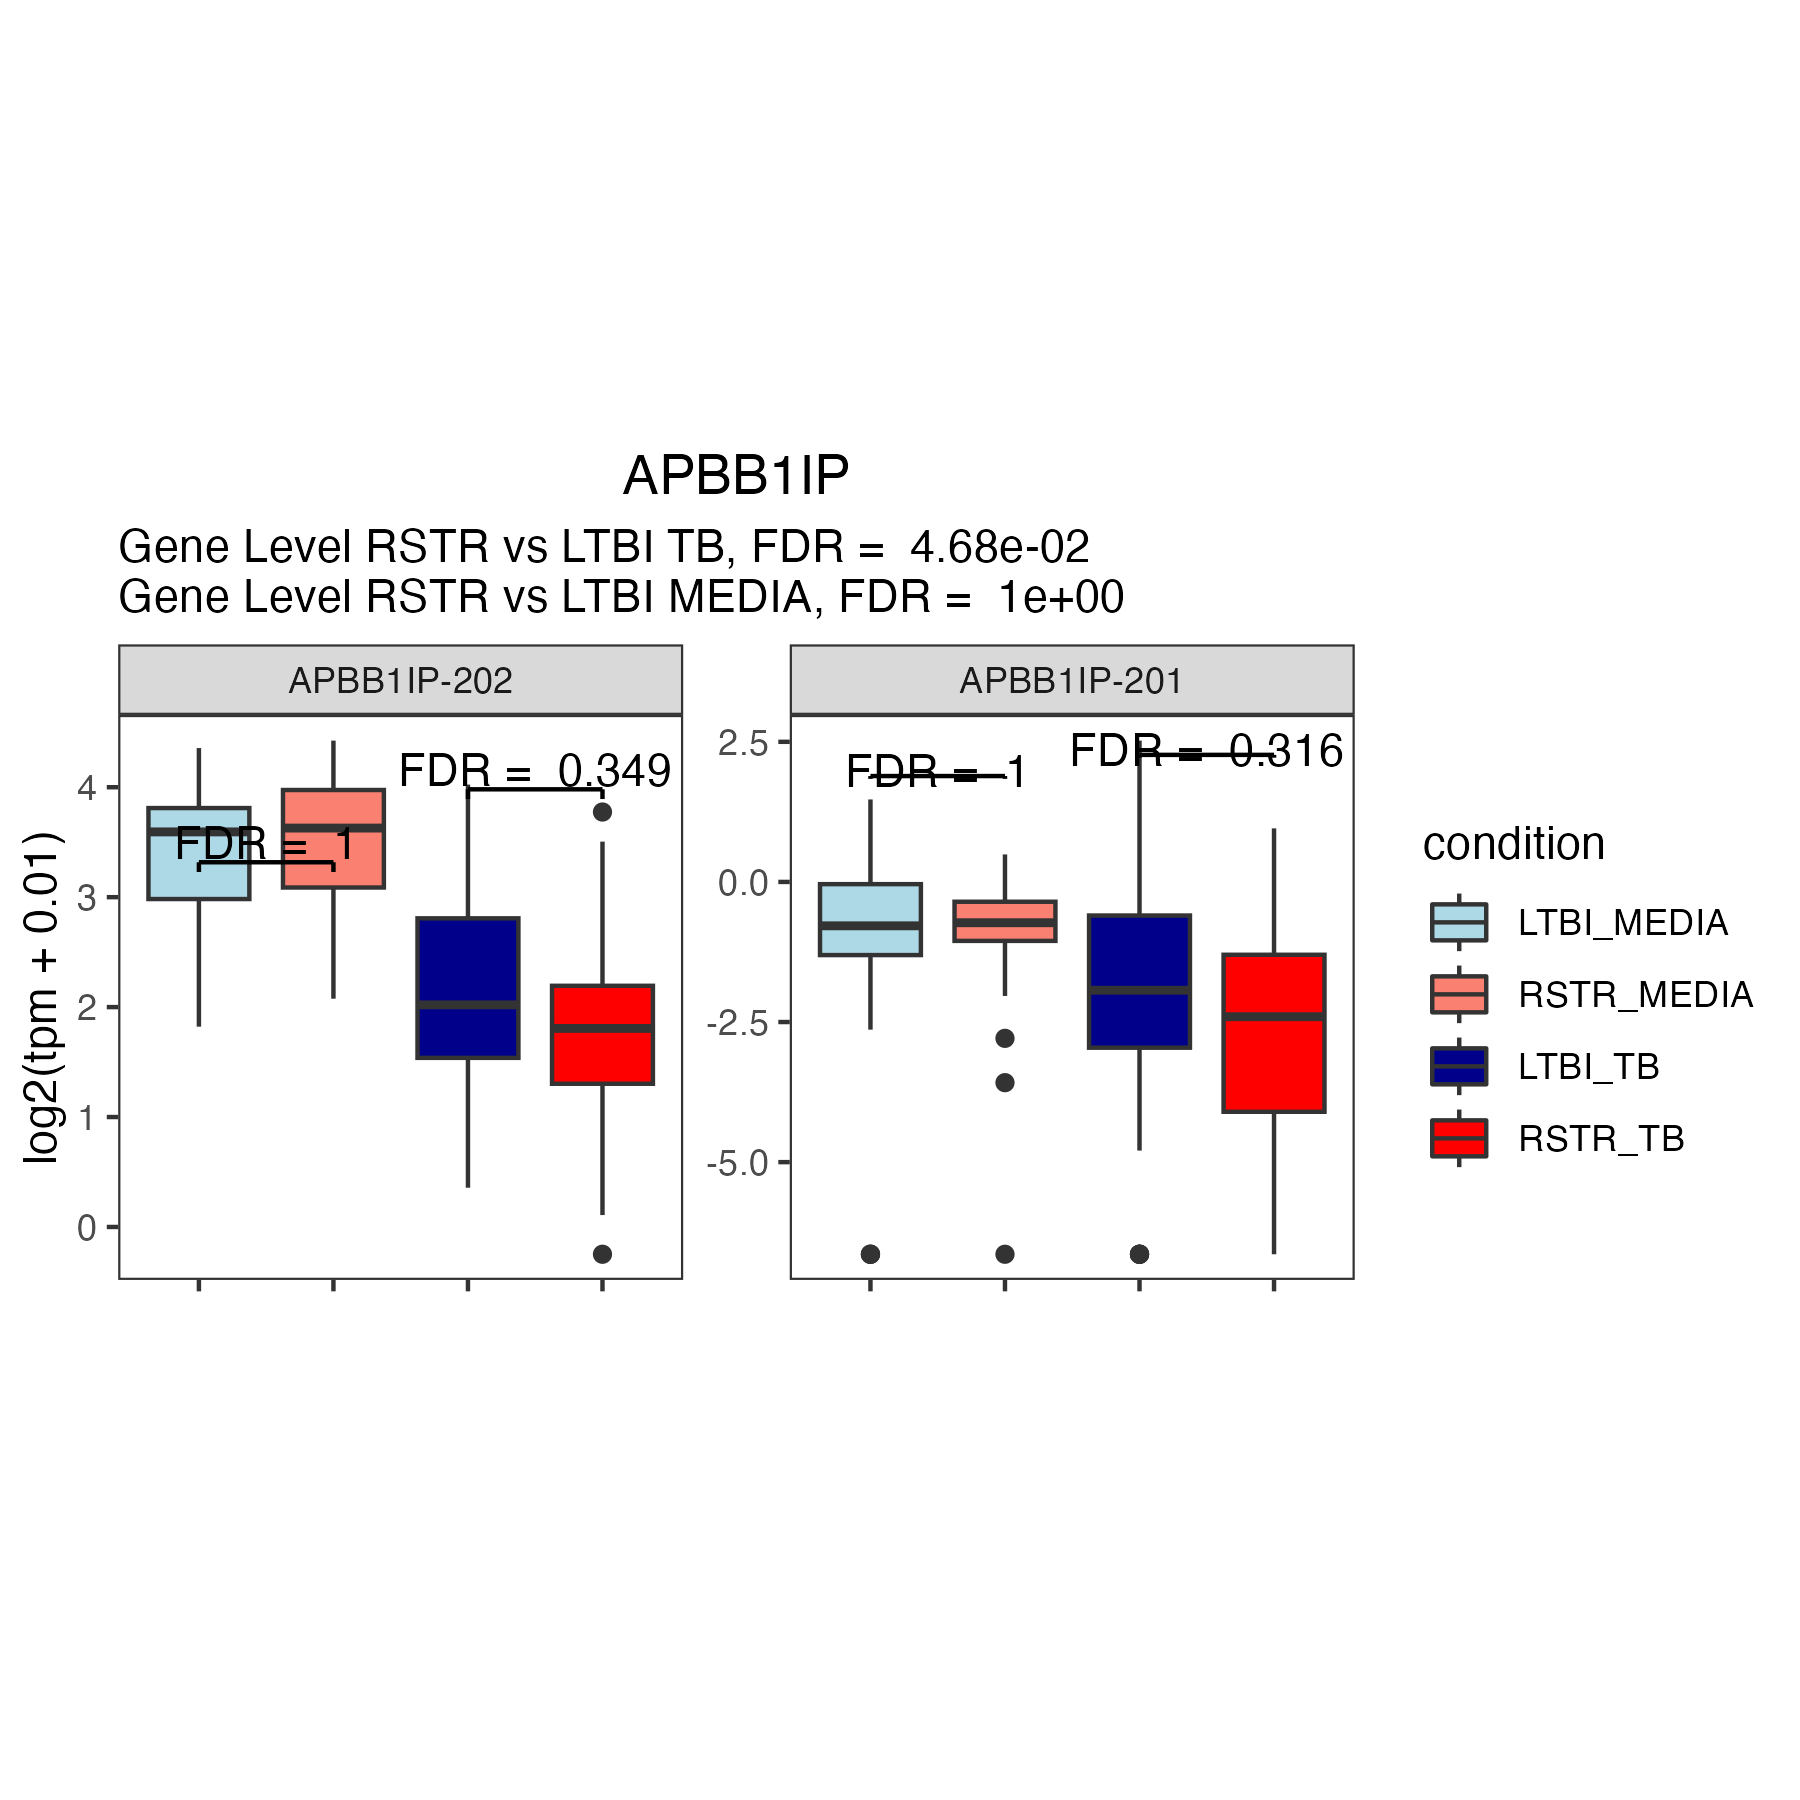 APBB1IP
Gene Level RSTR vs LTBI TB, FDR =  4.68e-02
Gene Level RSTR vs LTBI MEDIA, FDR =  1e+00
APBB1IP-202
APBB1IP-201
log2(tpm + 0.01)
4
3
2
1
0
FDR =  1
FDR =  0.349
2.5
0.0
-2.5
-5.0
FDR =  1
FDR =  0.316
condition
LTBI_MEDIA
RSTR_MEDIA
LTBI_TB
RSTR_TB